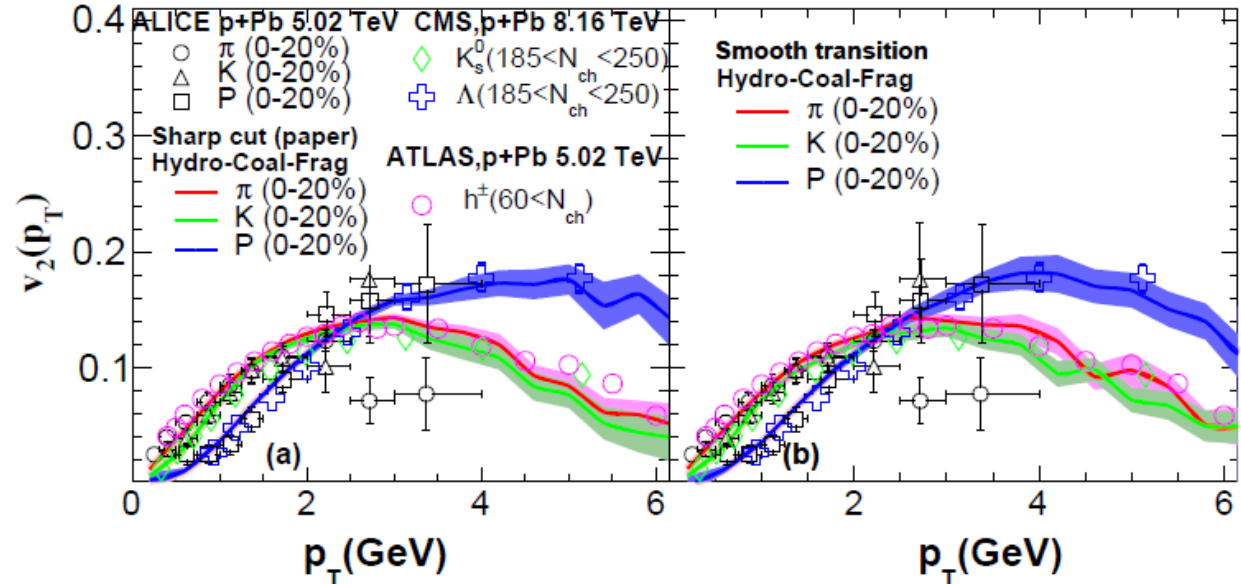 0.4
0.3
0.2
0.1
v₂(p_T)
ALICE p+Pb 5.02 TeV
π (0-20%)
K (0-20%)
P (0-20%)
Sharp cut (paper)
Hydro-Coal-Frag
π (0-20%)
K (0-20%)
P (0-20%)
CMS,p+Pb 8.16 TeV
K_s^0(185<N_ch<250)
Λ(185<N_ch<250)
ATLAS,p+Pb 5.02 TeV
h^±(60<N_ch)
(a)
0 2 4 6
p_T(GeV)
Smooth transition
Hydro-Coal-Frag
π (0-20%)
K (0-20%)
P (0-20%)
(b)
2 4 6
p_T(GeV)